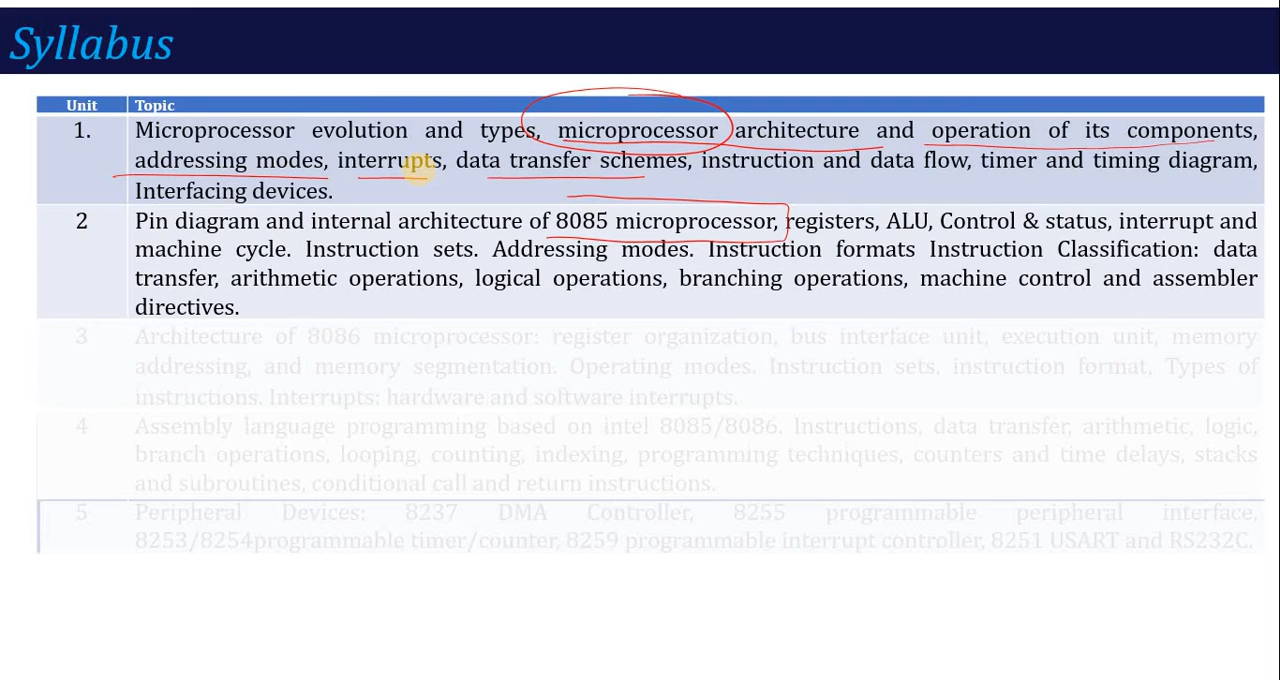 Syllabus
Unit Topic
1. Microprocessor evolution and types, microprocessor architecture and operation of its components,
addressing modes, interrupts, data transfer schemes, instruction and data flow, timer and timing diagram,
Interfacing devices.
2 Pin diagram and internal architecture of 8085 microprocessor, registers, ALU, Control & status, interrupt and
machine cycle. Instruction sets. Addressing modes. Instruction formats Instruction Classification: data
transfer, arithmetic operations, logical operations, branching operations, machine control and assembler
directives.
3 Architecture of 8086 microprocessor: register organization, bus interface unit, execution unit, memory
addressing, and memory segmentation. Operating modes. Instruction sets, instruction format, Types of
instructions. Interrupts: hardware and software interrupts.
4 Assembly language programming based on intel 8085/8086. Instructions, data transfer, arithmetic, logic,
branch operations, looping, counting, indexing, programming techniques, counters and time delays, stacks
and subroutines, conditional call and return instructions.
5 Peripheral Devices: 8237 DMA Controller, 8255 programmable peripheral interface,
8253/8254programmable timer/counter, 8259 programmable interrupt controller, 8251 USART and RS232C.